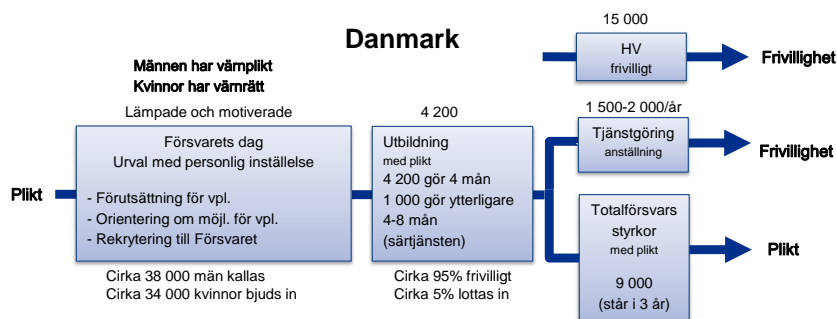 Danmark
15 000
HV
frivilligt
Frivillighet
Männen har värnplikt
Kvinnor har värnrätt
Lämpade och motiverade
Plikt
Försvarets dag
Urval med personlig inställelse
- Förutsättning för vpl.
- Orientering om möjl. för vpl.
- Rekrytering till Försvaret
Cirka 38 000 män kallas
Cirka 34 000 kvinnor bjuds in
4 200
Utbildning
med plikt
4 200 gör 4 mån
1 000 gör ytterligare
4-8 mån
(särtjänsten)
Cirka 95% frivilligt
Cirka 5% lottas in
1 500-2 000/år
Tjänstgöring
anställning
Frivillighet
Totalförsvars
styrkor
med plikt
9 000
(står i 3 år)
Plikt